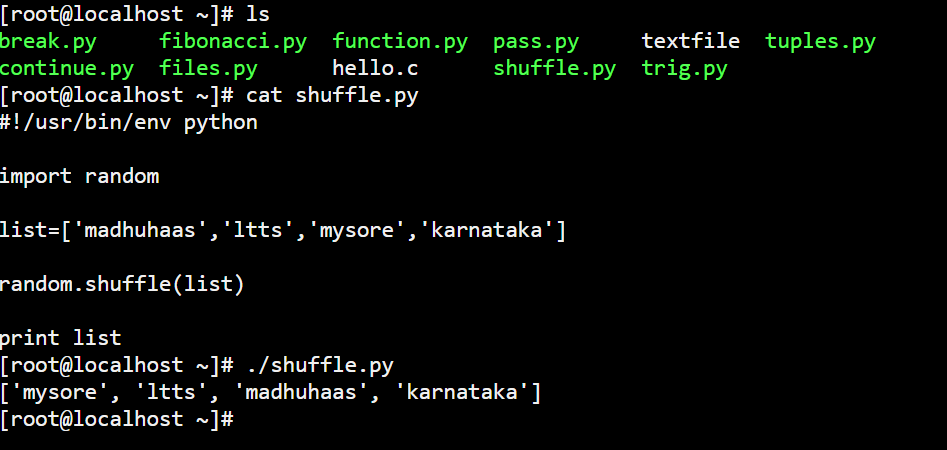 [root@localhost ~]# ls
break.py     fibonacci.py  function.py  pass.py     textfile  tuples.py
continue.py  files.py      hello.c      shuffle.py  trig.py
[root@localhost ~]# cat shuffle.py
#!/usr/bin/env python
import random
list=['madhuhaas','ltts','mysore','karnataka']
random.shuffle(list)
print list
[root@localhost ~]# ./shuffle.py
['mysore', 'ltts', 'madhuhaas', 'karnataka']
[root@localhost ~]#